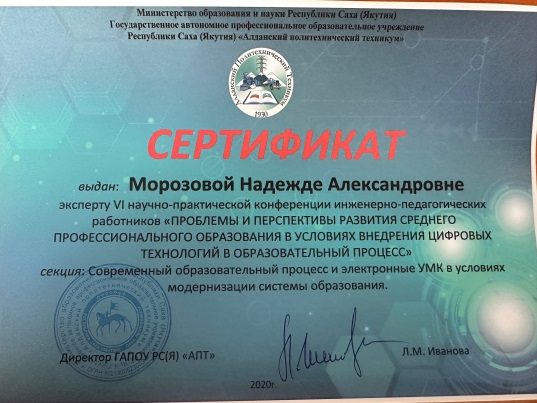 Министерство образования и науки Республики Саха (Якутия)
Государственное автономное профессиональное образовательное учреждение
Республики Саха (Якутия) «Алданский политехнический техникум»
Алданский Политехнический Техникум
1930
СЕРТИФИКАТ
выдан: Морозовой Надежде Александровне
эксперту VI научно-практической конференции инженерно-педагогических
работников «ПРОБЛЕМЫ И ПЕРСПЕКТИВЫ РАЗВИТИЯ СРЕДНЕГО
ПРОФЕССИОНАЛЬНОГО ОБРАЗОВАНИЯ В УСЛОВИЯХ ВНЕДРЕНИЯ ЦИФРОВЫХ
ТЕХНОЛОГИЙ В ОБРАЗОВАТЕЛЬНЫЙ ПРОЦЕСС»
секция: Современный образовательный процесс и электронные УМК в условиях
модернизации системы образования.
Директор ГАПОУ РС(Я) «АПТ» Л.М. Иванова
2020г.